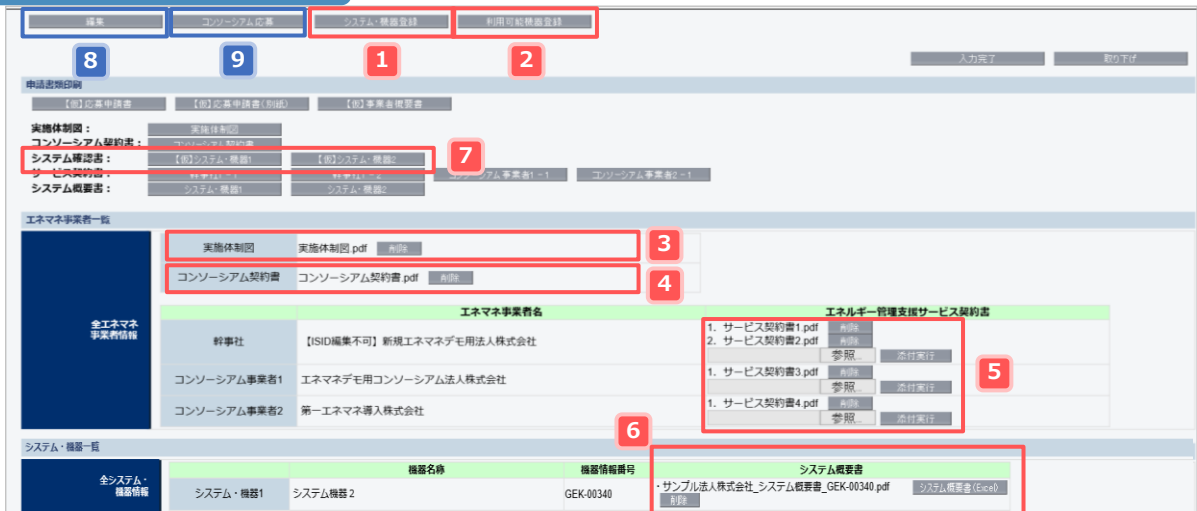 編集 コンソーシアム応募 システム・機器登録 利用可能機器登録
8 9 1 2
入力完了 取り下げ
申請書類印刷
【仮】応募申請書 【仮】応募申請書(別紙) 【仮】事業者概要書
実施体制図： 実施体制図
コンソーシアム契約書： コンソーシアム契約書
システム確認書： 【仮】システム・機器1 【仮】システム・機器2 7
サービス契約書： 幹事社1-1 幹事社1-2 コンソーシアム事業者1-1 コンソーシアム事業者2-1
システム概要書： システム・機器1 システム・機器2
エネマネ事業者一覧
実施体制図 実施体制図.pdf 削除 3
コンソーシアム契約書 コンソーシアム契約書.pdf 削除 4
エネマネ事業者名 エネルギー管理支援サービス契約書
全エネマネ
事業者情報
幹事社 【ISID編集不可】新規エネマネデモ用法人株式会社
1. サービス契約書1.pdf 削除
2. サービス契約書2.pdf 削除
参照... 添付実行
コンソーシアム事業者1 エネマネデモ用コンソーシアム法人株式会社
1. サービス契約書3.pdf 削除
参照... 添付実行
5
コンソーシアム事業者2 第一エネマネ導入株式会社
1. サービス契約書4.pdf 削除
参照... 添付実行
6
システム・機器一覧
機器名称 機器情報番号 システム概要書
全システム・
機器情報
システム・機器1 システム機器2 GEK-00340 ・サンプル法人株式会社_システム概要書_GEK-00340.pdf システム概要書(Excel)
削除